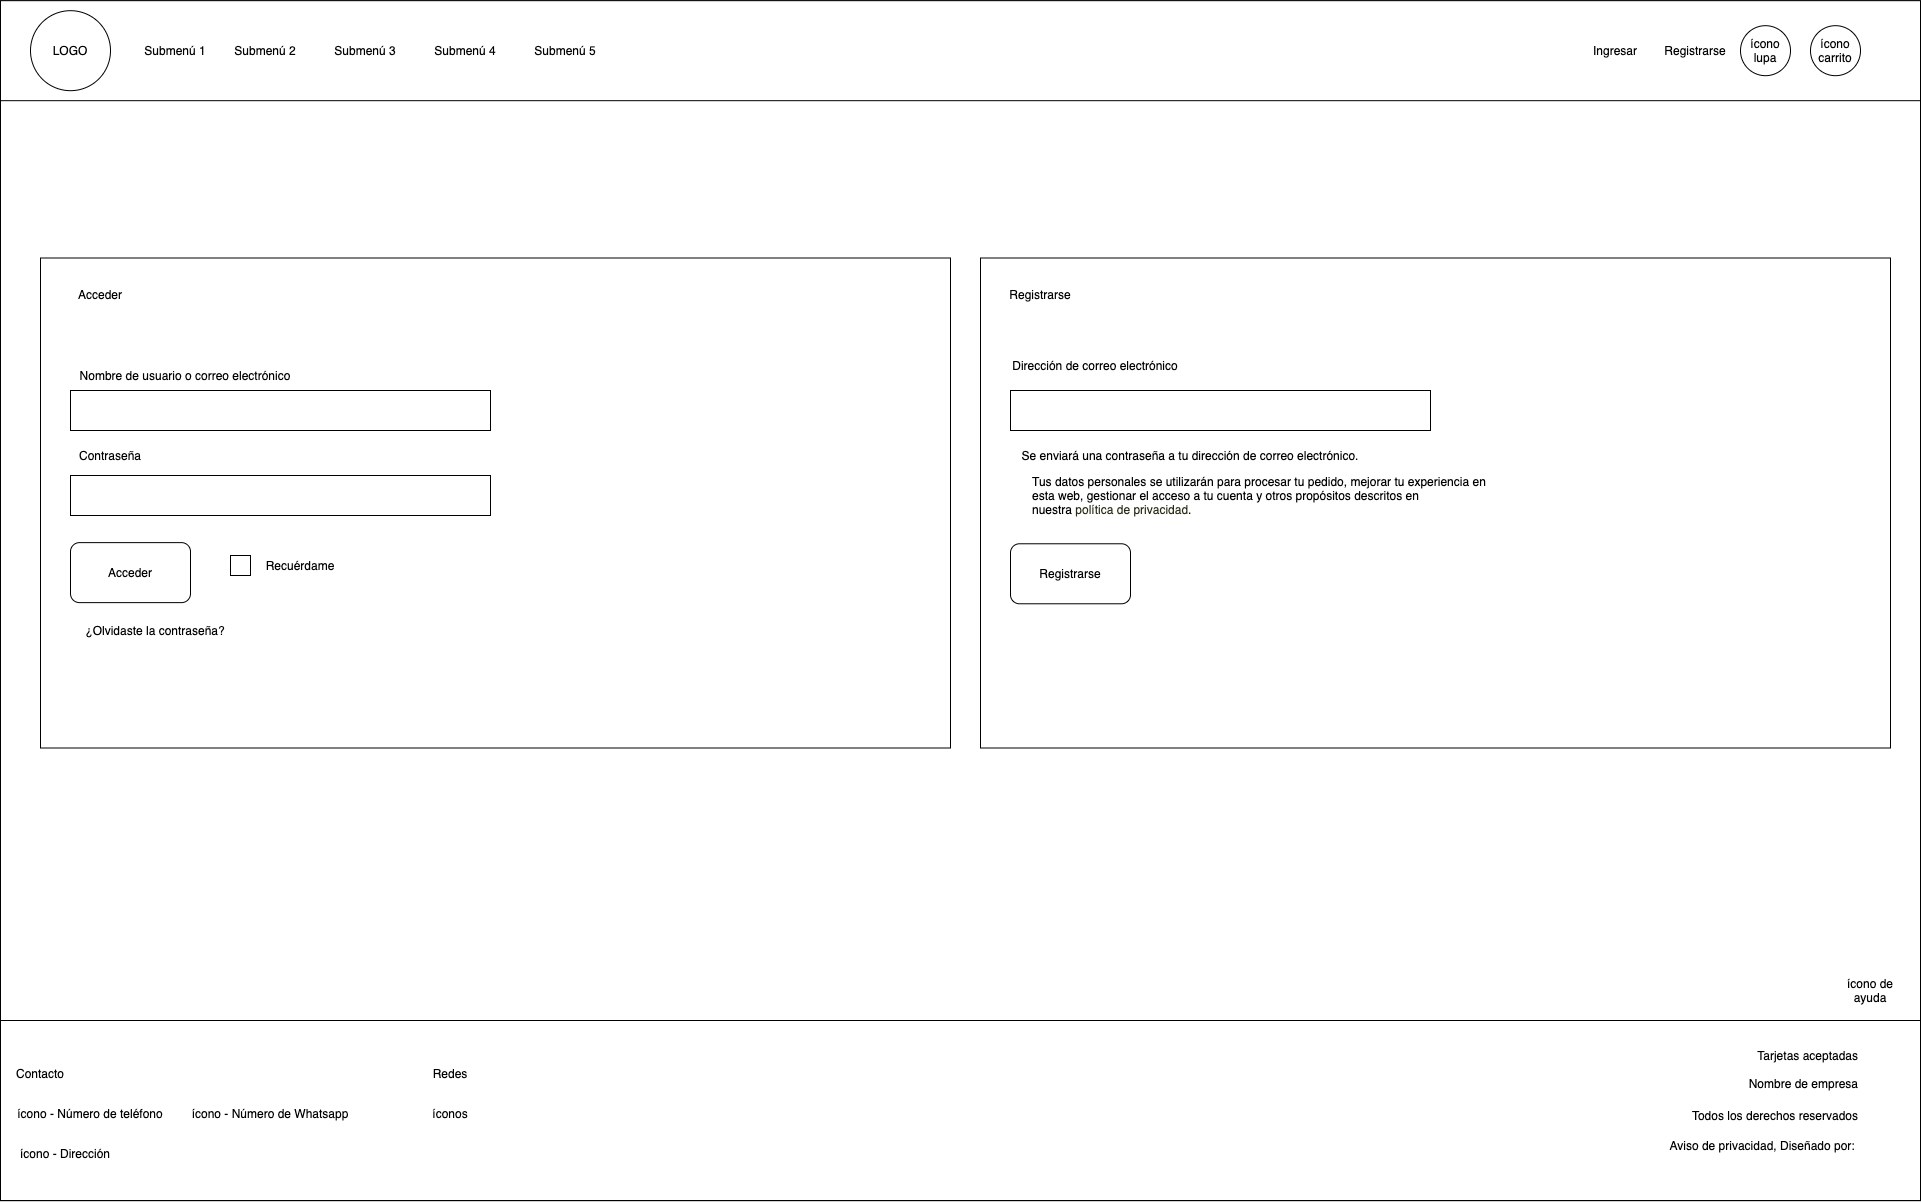 LOGO
Submenú 1
Submenú 2
Submenú 3
Submenú 4
Submenú 5
Ingresar
Registrarse
ícono
lupa
ícono
carrito
Acceder
Nombre de usuario o correo electrónico
Contraseña
Acceder
Recuérdame
¿Olvidaste la contraseña?
Registrarse
Dirección de correo electrónico
Se enviará una contraseña a tu dirección de correo electrónico.
Tus datos personales se utilizarán para procesar tu pedido, mejorar tu experiencia en
esta web, gestionar el acceso a tu cuenta y otros propósitos descritos en
nuestra política de privacidad.
Registrarse
ícono de
ayuda
Contacto
ícono - Número de teléfono
ícono - Número de Whatsapp
ícono - Dirección
Redes
íconos
Tarjetas aceptadas
Nombre de empresa
Todos los derechos reservados
Aviso de privacidad, Diseñado por: